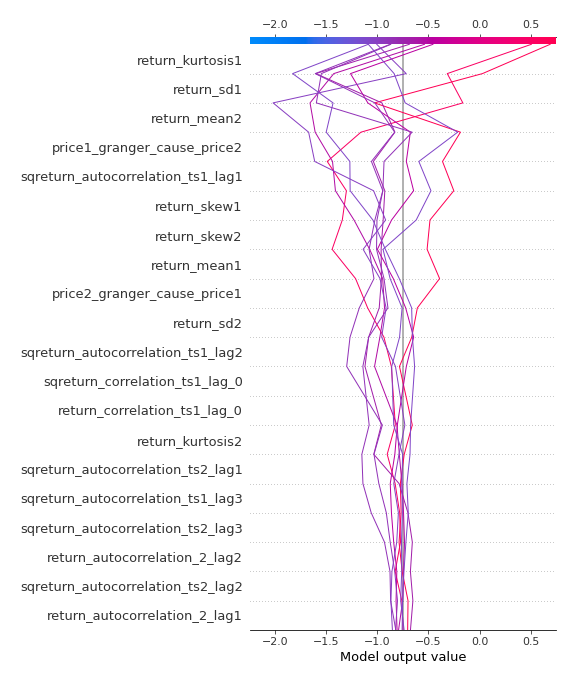 −2.0 −1.5 −1.0 −0.5 0.0 0.5
return_kurtosis1
return_sd1
return_mean2
price1_granger_cause_price2
sqreturn_autocorrelation_ts1_lag1
return_skew1
return_skew2
return_mean1
price2_granger_cause_price1
return_sd2
sqreturn_autocorrelation_ts1_lag2
sqreturn_correlation_ts1_lag_0
return_correlation_ts1_lag_0
return_kurtosis2
sqreturn_autocorrelation_ts2_lag1
sqreturn_autocorrelation_ts1_lag3
sqreturn_autocorrelation_ts2_lag3
return_autocorrelation_2_lag2
sqreturn_autocorrelation_ts2_lag2
return_autocorrelation_2_lag1
−2.0 −1.5 −1.0 −0.5 0.0 0.5
Model output value